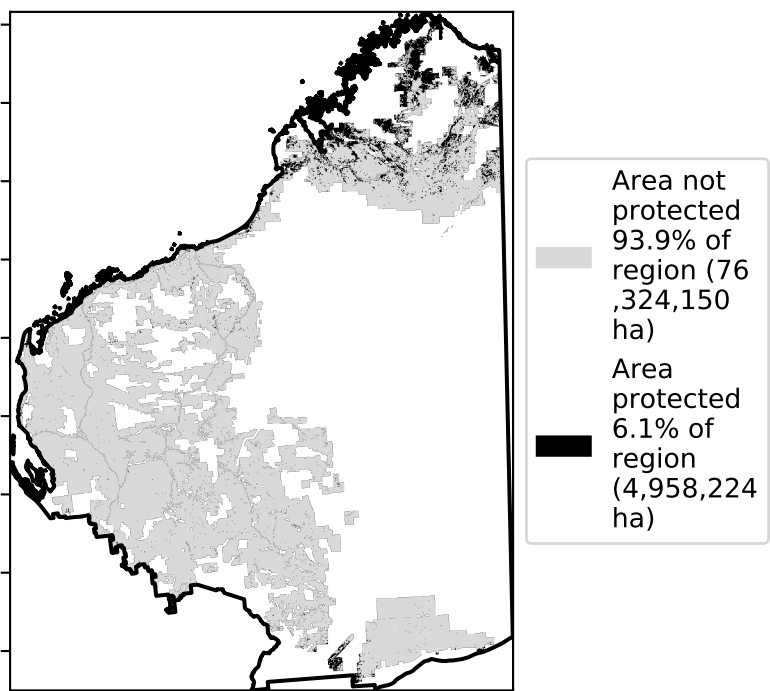 Area not
protected
93.9% of
region (76
,324,150
ha)
Area
protected
6.1% of
region
(4,958,224
ha)